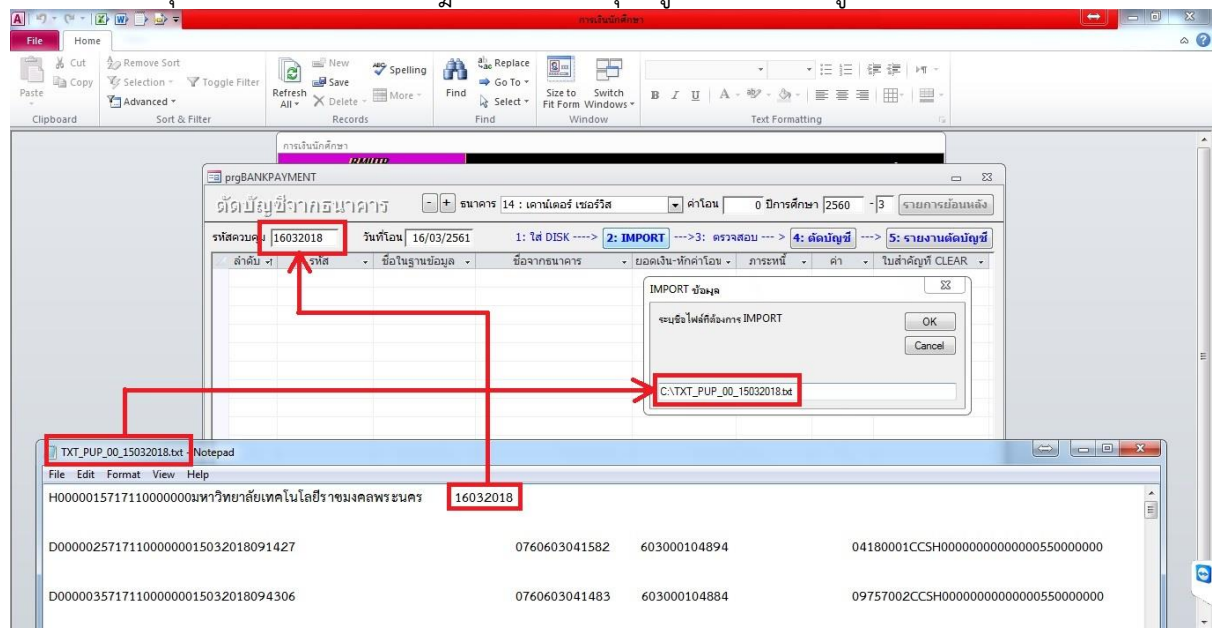 การเงินนักศึกษา
File Home
Cut Copy Paste Clipboard
Remove Sort Selection Advanced Toggle Filter Sort & Filter
Refresh All New Save Delete Spelling More Records
Find Replace Go To Select Find
Size to Fit Form Switch Windows Window
B I U A Text Formatting
การเงินนักศึกษา
prgBANKPAYMENT
ตัดบัญชีจากธนาคาร - + ธนาคาร 14 : เคาน์เตอร์ เซอร์วิส ค่าโอน 0 ปีการศึกษา 2560 - 3 รายการย้อนหลัง
รหัสควบคุม 16032018 วันที่โอน 16/03/2561 1: ใส่ DISK ----> 2: IMPORT --->3: ตรวจสอบ --- > 4: ตัดบัญชี ---> 5: รายงานตัดบัญชี
ลำดับ รหัส ชื่อในฐานข้อมูล ชื่อจากธนาคาร ยอดเงิน-หักค่าโอน ภาระหนี้ ค่า ใบสำคัญที่ CLEAR
IMPORT ข้อมูล
ระบุชื่อไฟล์ที่ต้องการ IMPORT
OK
Cancel
C:\TXT_PUP_00_15032018.txt
TXT_PUP_00_15032018.txt - Notepad
File Edit Format View Help
H00000157171100000000มหาวิทยาลัยเทคโนโลยีราชมงคลพระนคร 16032018
D00000257171100000001503201809​1427 0760603041582 603000104894 04180001CCSH00000000000000550000000
D000003571711000000015032018094306 0760603041483 603000104884 09757002CCSH00000000000000550000000